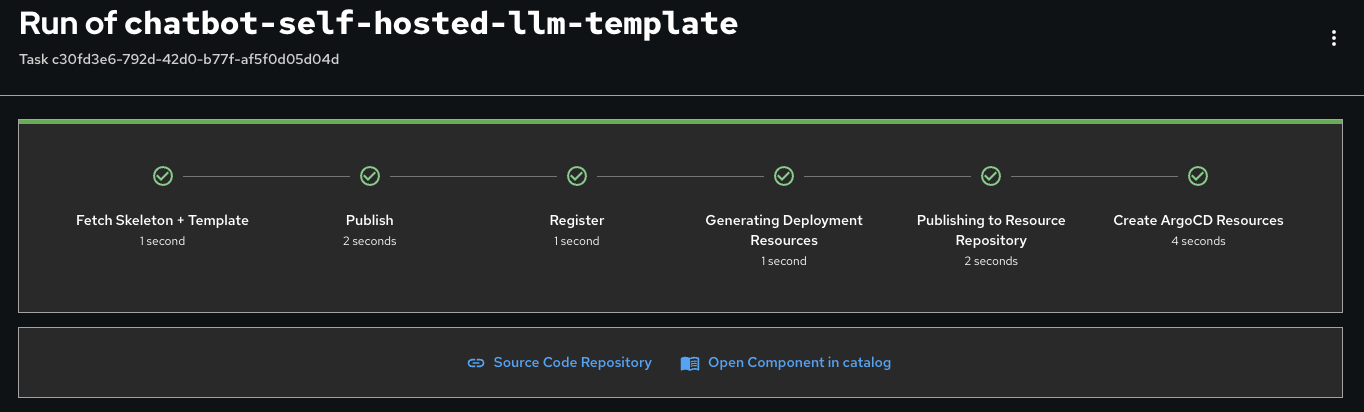 Run of chatbot-self-hosted-llm-template
Task c30fd3e6-792d-42d0-b77f-af5f0d05d04d
Fetch Skeleton + Template
1 second
Publish
2 seconds
Register
1 second
Generating Deployment
Resources
1 second
Publishing to Resource
Repository
2 seconds
Create ArgoCD Resources
4 seconds
Source Code Repository
Open Component in catalog